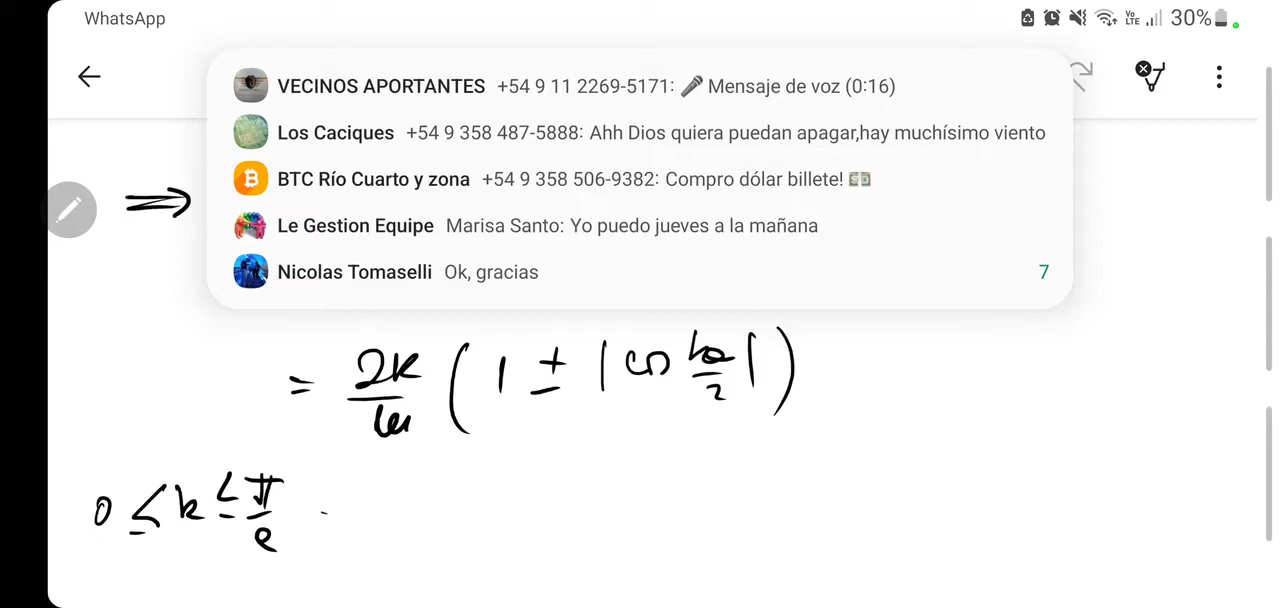 WhatsApp
Vo LTE 30%
VECINOS APORTANTES +54 9 11 2269-5171: 🎤 Mensaje de voz (0:16)
Los Caciques +54 9 358 487-5888: Ahh Dios quiera puedan apagar,hay muchísimo viento
BTC Río Cuarto y zona +54 9 358 506-9382: Compro dólar billete! 💵
Le Gestion Equipe Marisa Santo: Yo puedo jueves a la mañana
Nicolas Tomaselli Ok, gracias 7
⇒
= 2K/m ( 1 ± | cos ka/2 | )
0 ≤ k ≤ π/a